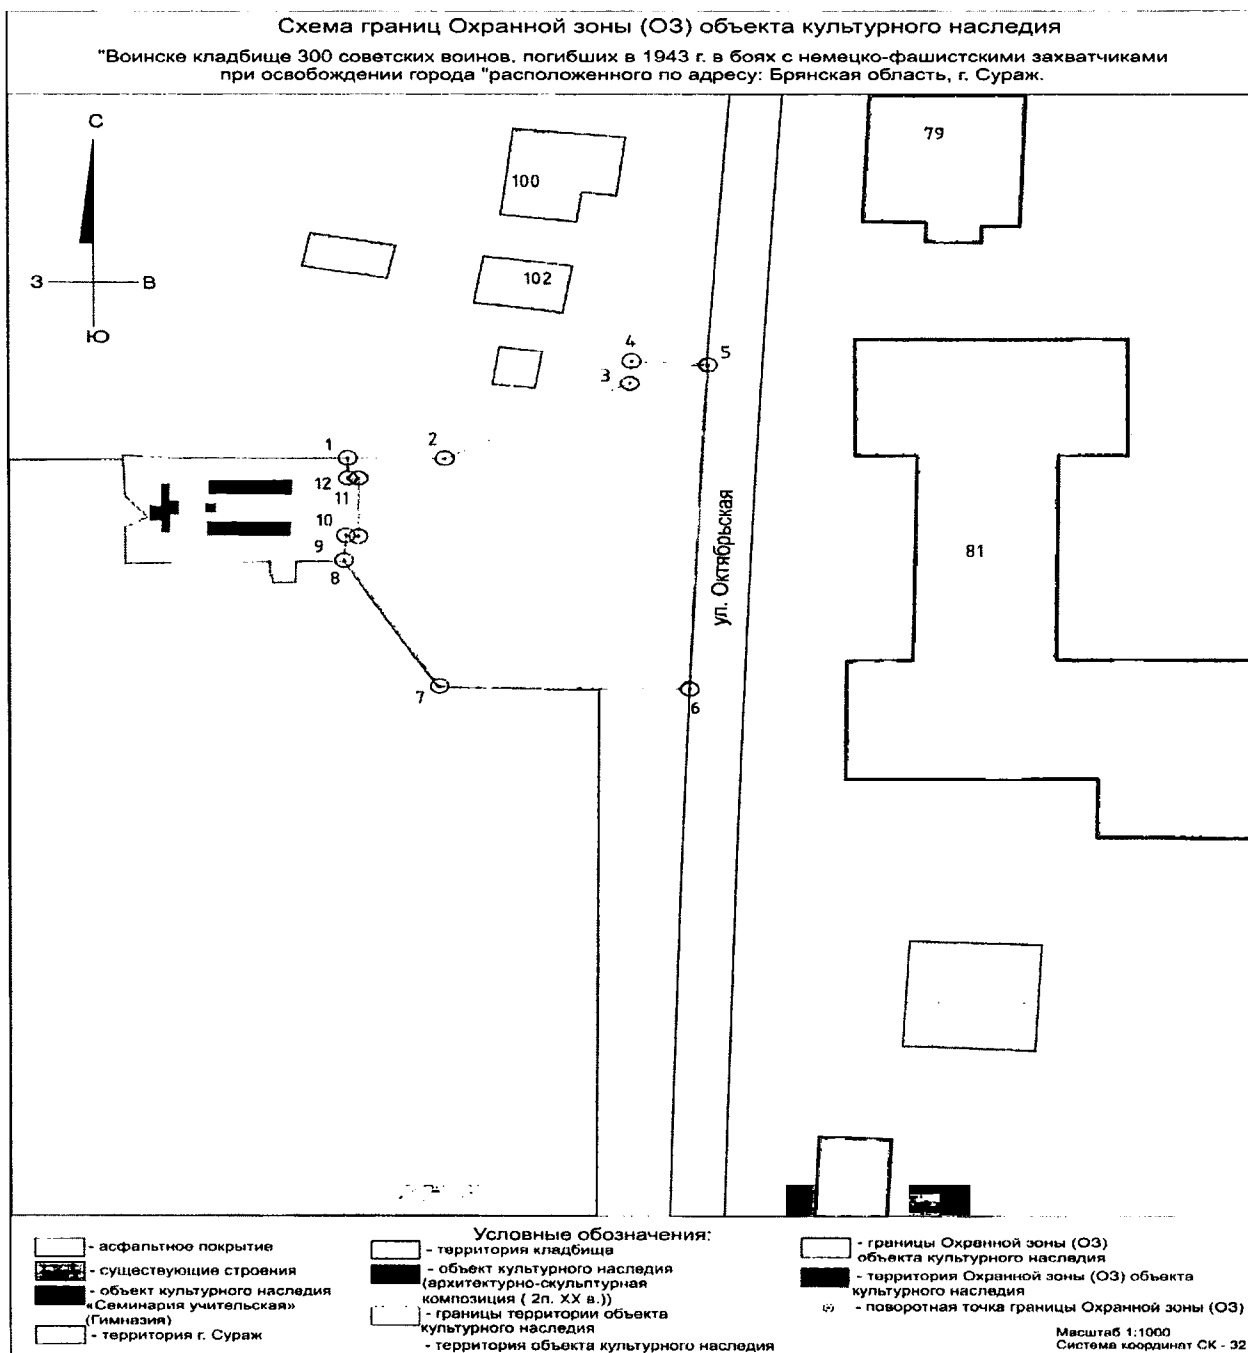 Схема границ Охранной зоны (ОЗ) объекта культурного наследия
"Воинске кладбище 300 советских воинов, погибших в 1943 г. в боях с немецко-фашистскими захватчиками
при освобождении города "расположенного по адресу: Брянская область, г. Сураж.
С
З
В
Ю
79
100
102
4
5
3
1
2
12
11
10
9
8
7
6
ул. Октябрьская
81
Условные обозначения:
- асфальтное покрытие
- существующие строения
- объект культурного наследия
«Семинария учительская»
(Гимназия)
- территория г. Сураж
- территория кладбища
- объект культурного наследия
(архитектурно-скульптурная
композиция ( 2п. XX в.))
- границы территории объекта
культурного наследия
- территория объекта культурного наследия
- границы Охранной зоны (ОЗ)
объекта культурного наследия
- территория Охранной зоны (ОЗ) объекта
культурного наследия
- поворотная точка границы Охранной зоны (ОЗ)
Масштаб 1:1000
Система координат СК - 32